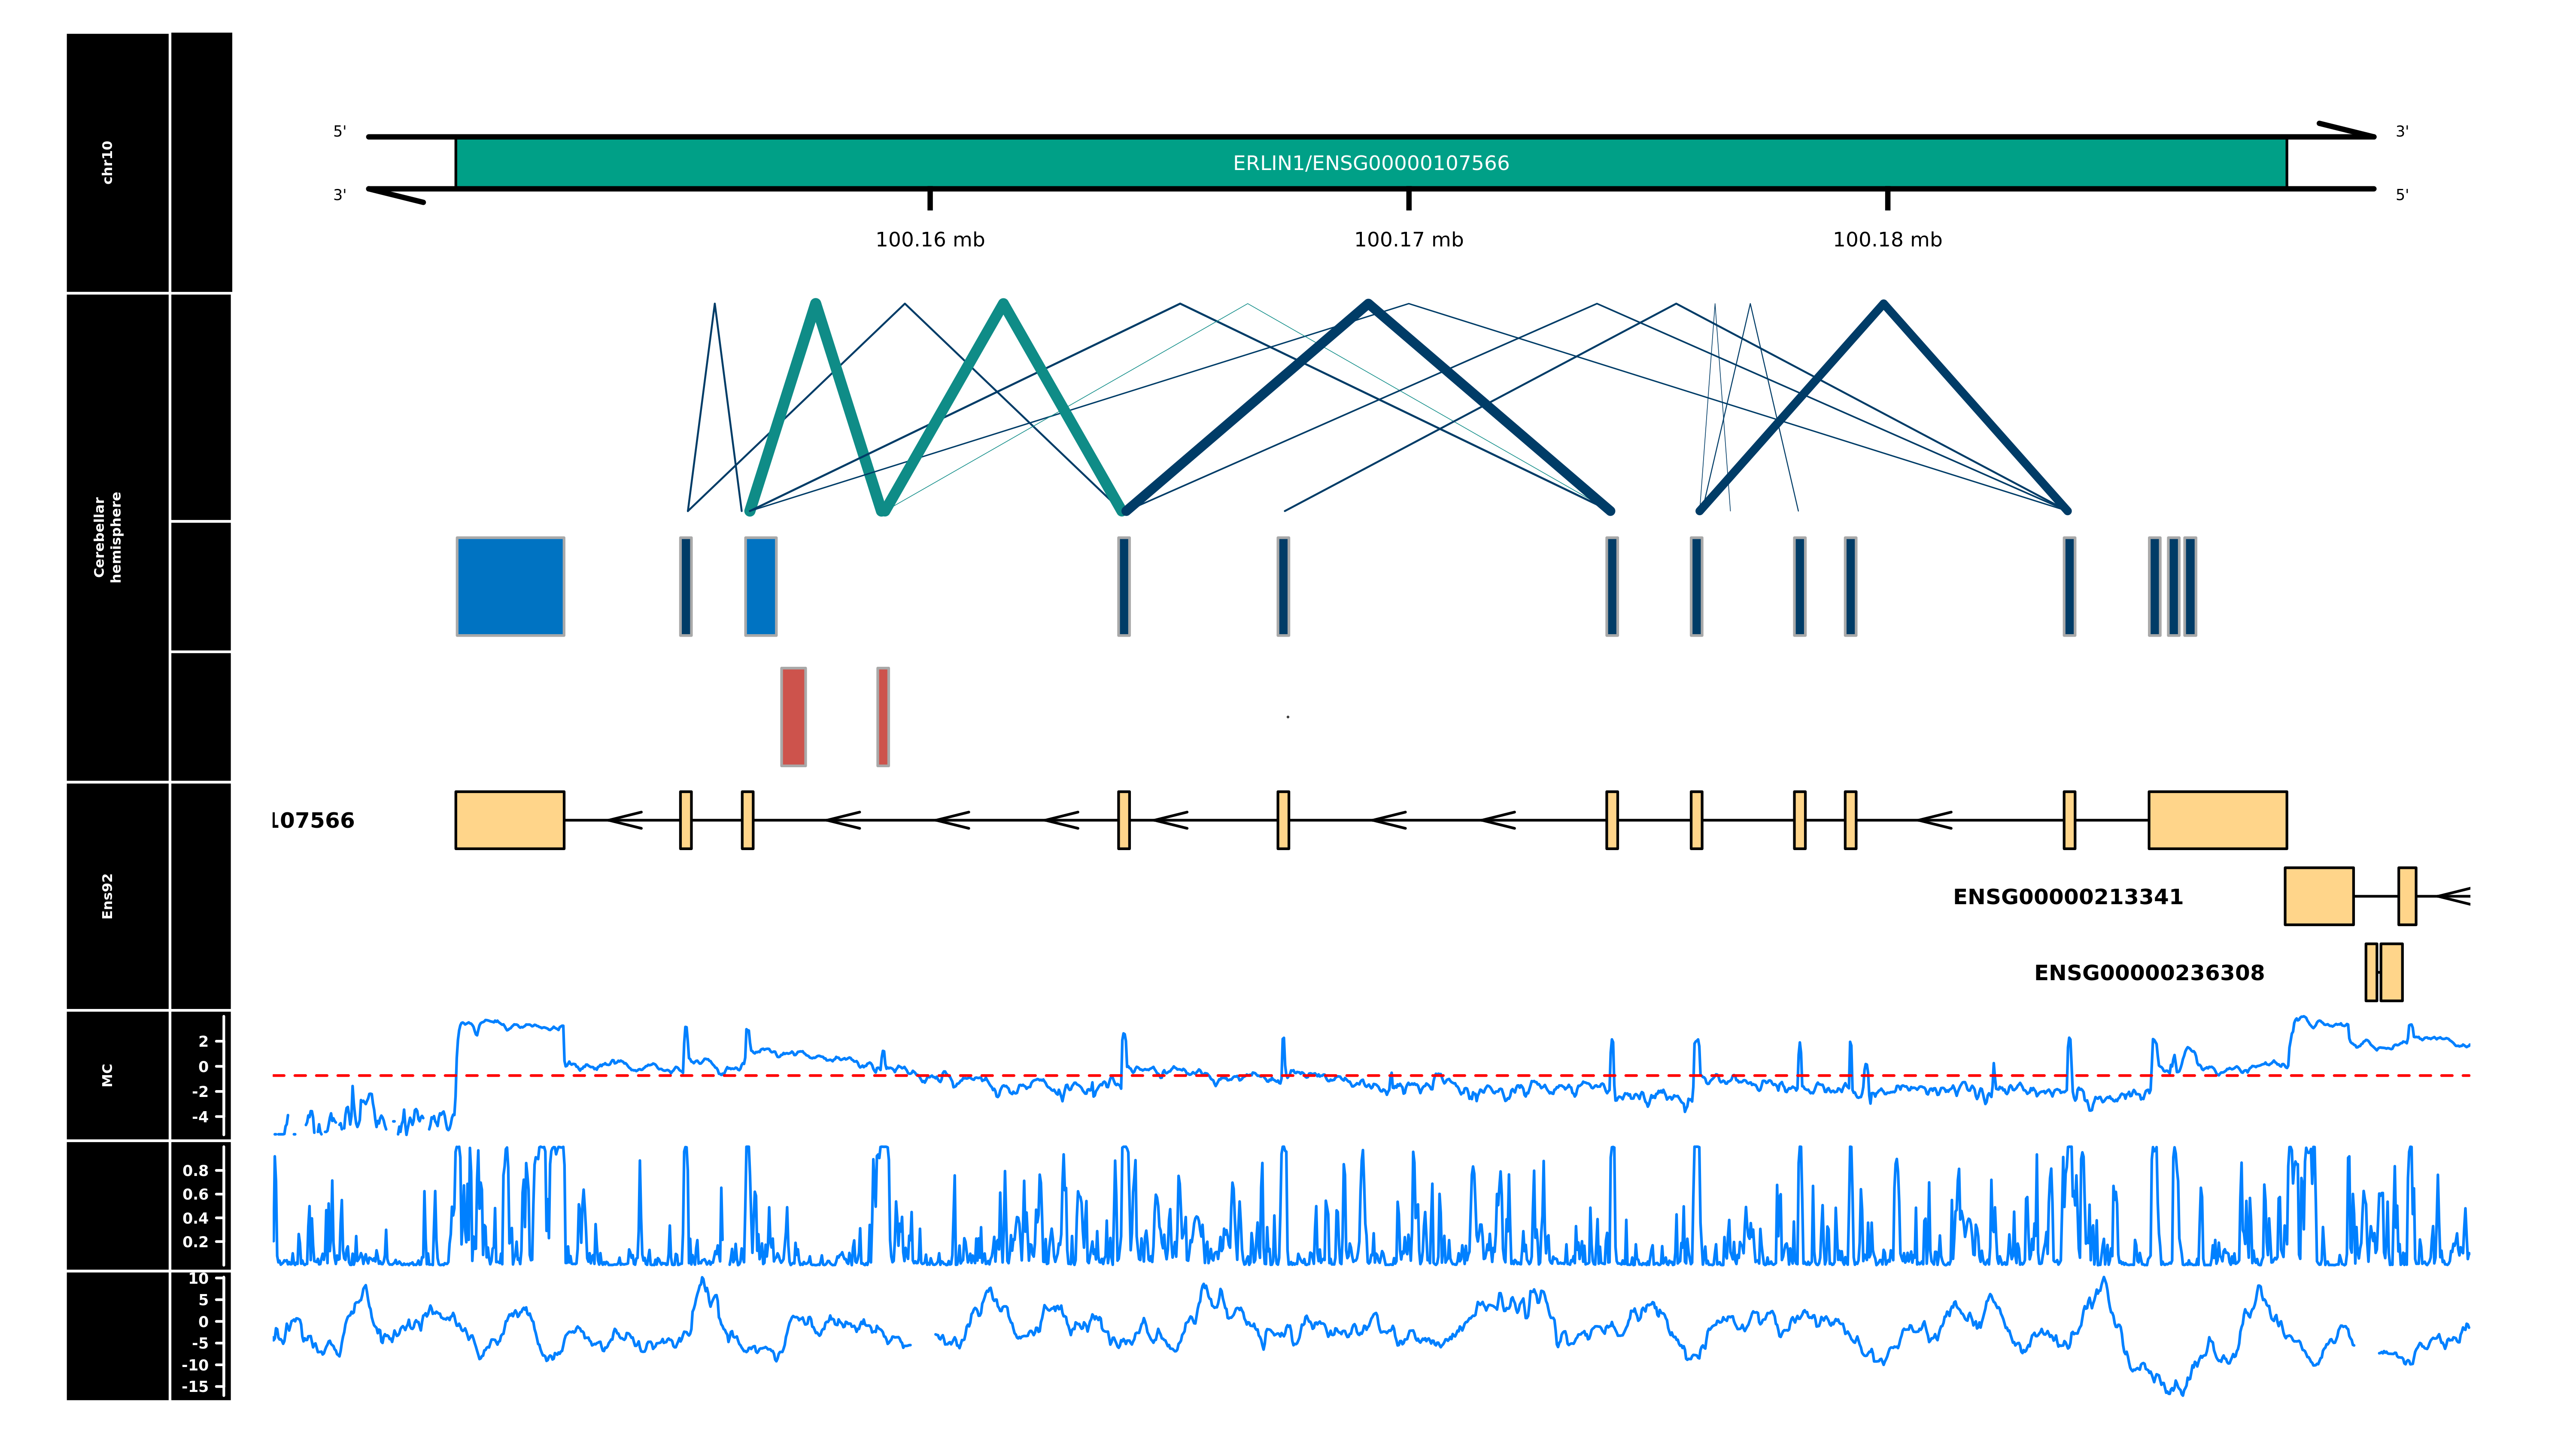 chr10
5'
3'
ERLIN1/ENSG00000107566
3'
5'
100.16 mb
100.17 mb
100.18 mb
Cerebellar
hemisphere
Ens92
107566
ENSG00000213341
ENSG00000236308
MC
2
0
-2
-4
0.8
0.6
0.4
0.2
10
5
0
-5
-10
-15